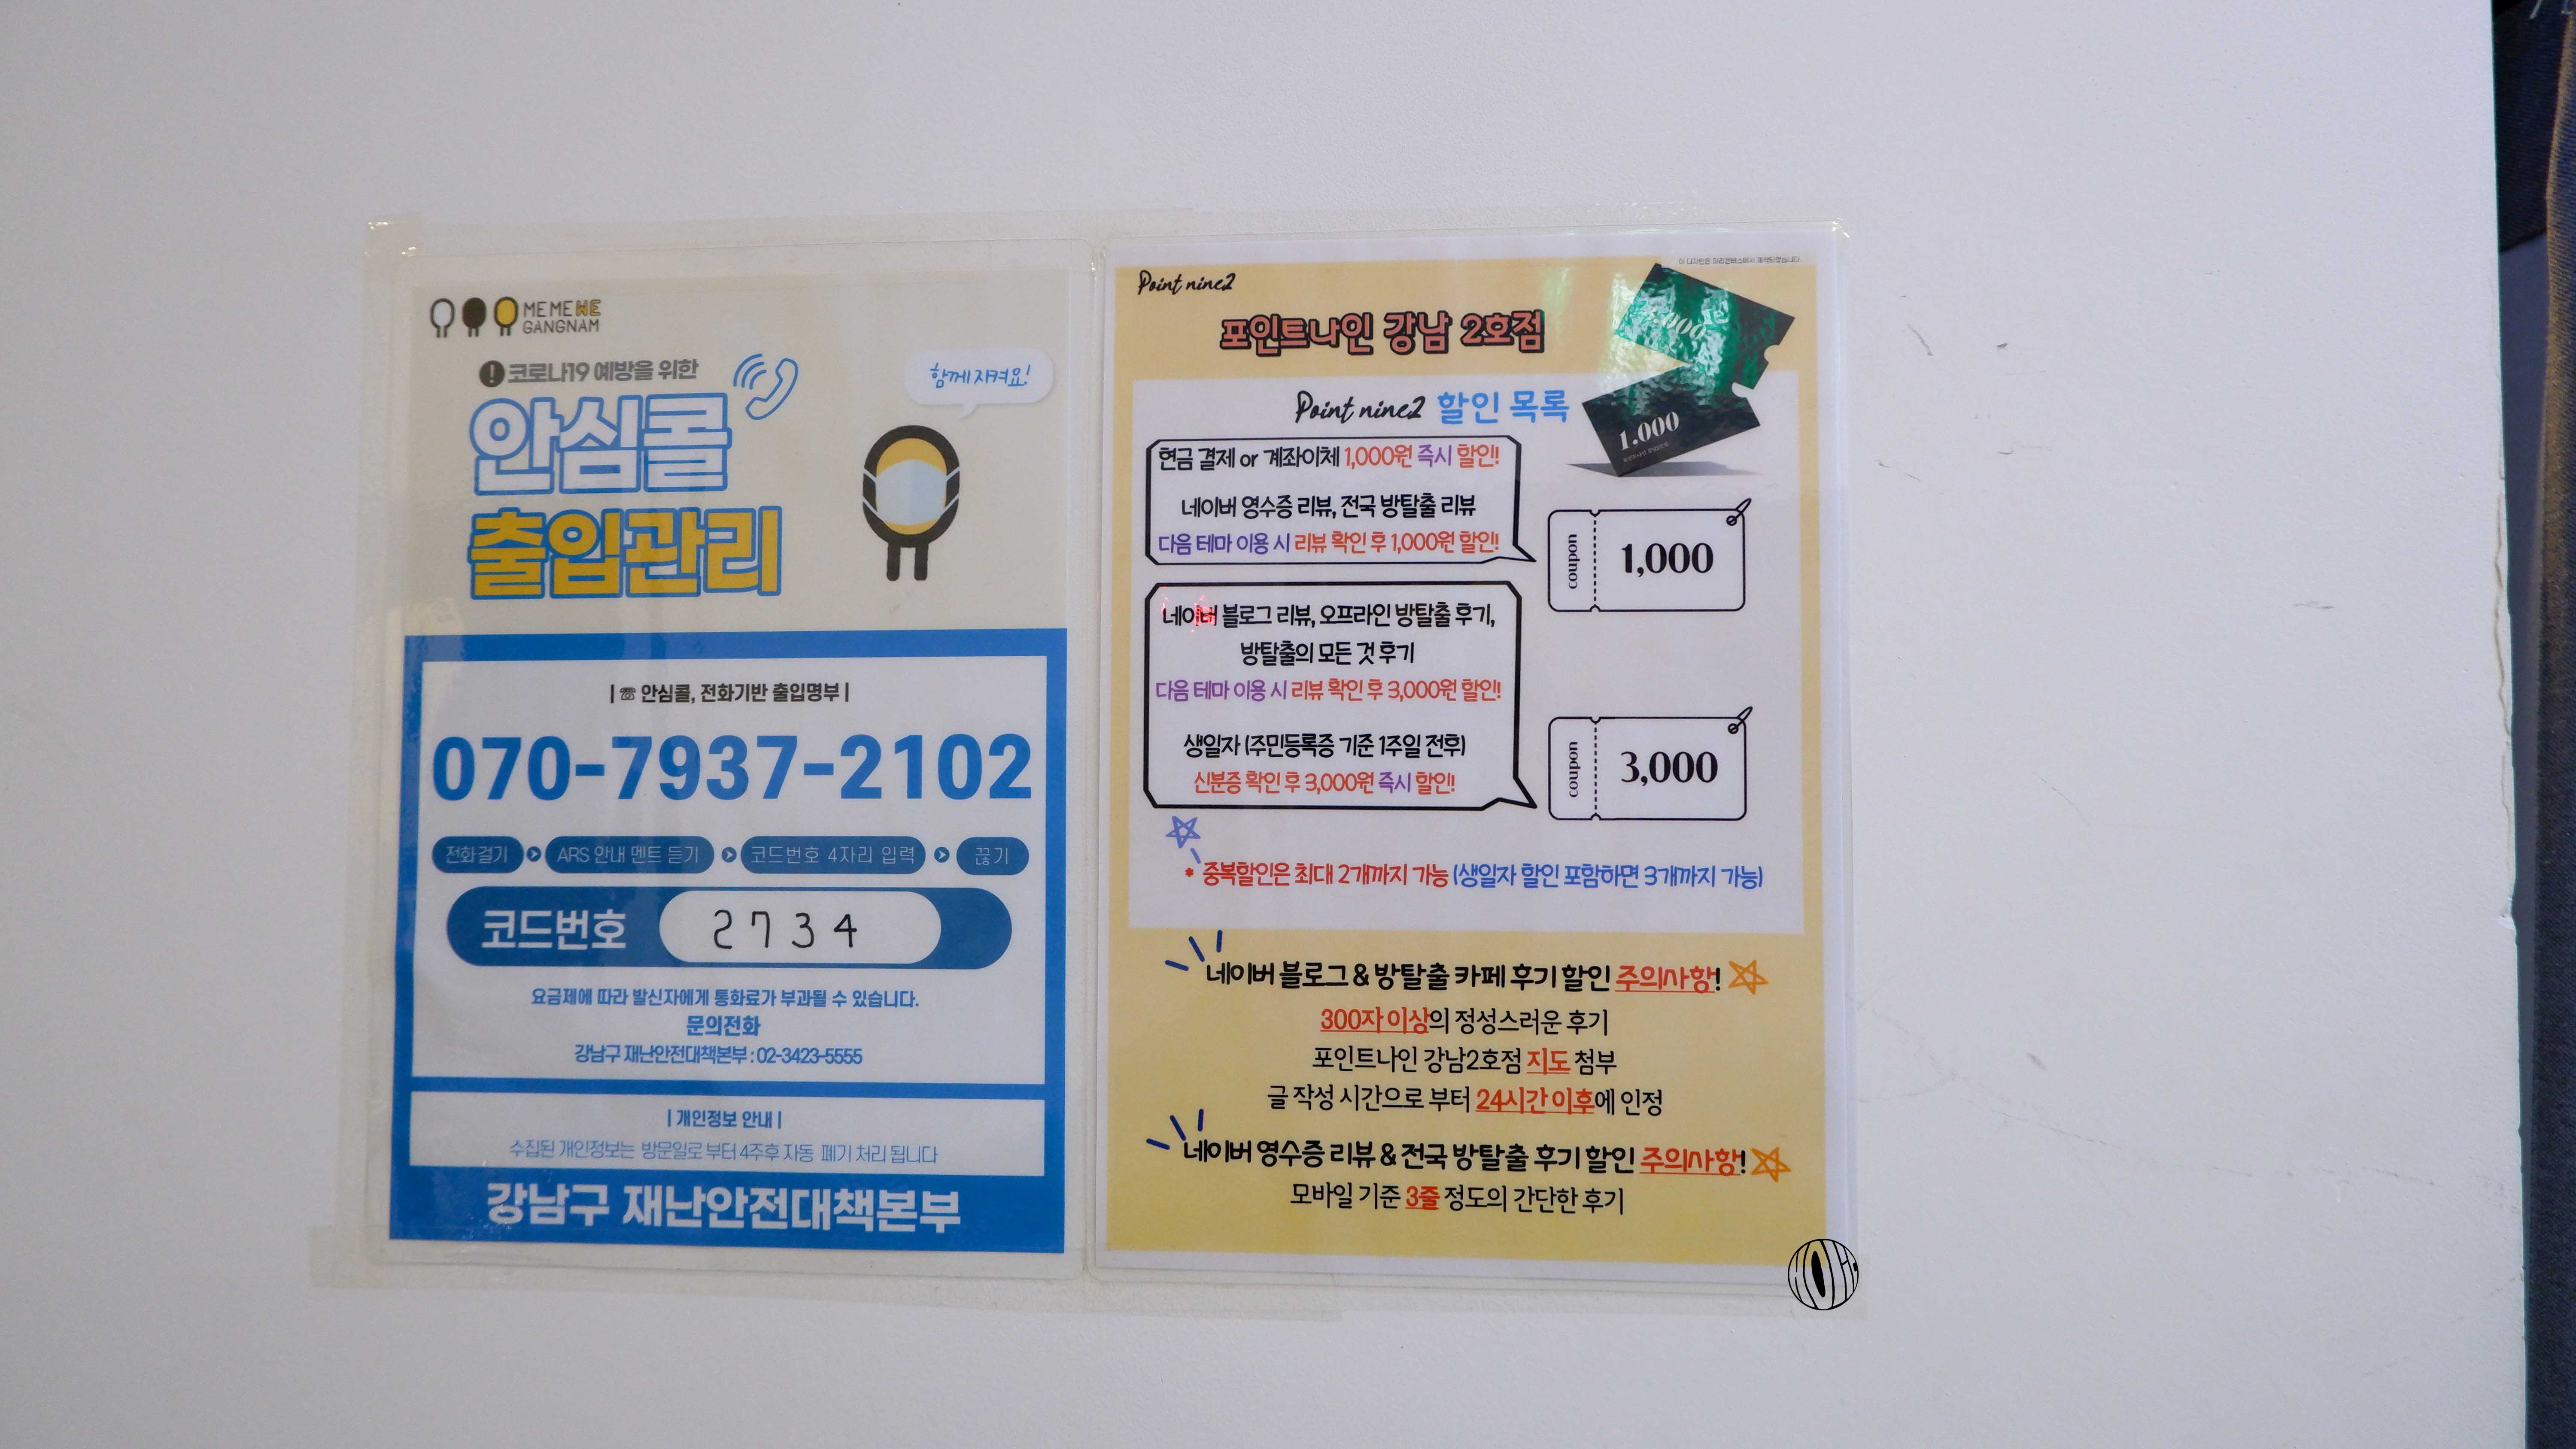 MEMEWE
GANGNAM
! 코로나19 예방을 위한
안심콜
출입관리
함께 지켜요!
| ☏ 안심콜, 전화기반 출입명부 |
070-7937-2102
전화걸기 > ARS 안내 멘트 듣기 > 코드번호 4자리 입력 > 끊기
코드번호 2734
요금제에 따라 발신자에게 통화료가 부과될 수 있습니다.
문의전화
강남구 재난안전대책본부 : 02-3423-5555
| 개인정보 안내 |
수집된 개인정보는 방문일로 부터 4주후 자동 폐기 처리 됩니다
강남구 재난안전대책본부
Point nine2
이 디자인은 미리캔버스에서 제작되었습니다
포인트나인 강남 2호점
1,000
1,000
Point nine2 할인 목록
현금 결제 or 계좌이체 1,000원 즉시 할인!
네이버 영수증 리뷰, 전국 방탈출 리뷰
다음 테마 이용 시 리뷰 확인 후 1,000원 할인!
coupon 1,000
네이버 블로그 리뷰, 오프라인 방탈출 후기,
방탈출의 모든 것 후기
다음 테마 이용 시 리뷰 확인 후 3,000원 할인!
생일자 (주민등록증 기준 1주일 전후)
신분증 확인 후 3,000원 즉시 할인!
coupon 3,000
* 중복할인은 최대 2개까지 가능 (생일자 할인 포함하면 3개까지 가능)
네이버 블로그 & 방탈출 카페 후기 할인 주의사항!
300자 이상의 정성스러운 후기
포인트나인 강남2호점 지도 첨부
글 작성 시간으로 부터 24시간 이후에 인정
네이버 영수증 리뷰 & 전국 방탈출 후기 할인 주의사항!
모바일 기준 3줄 정도의 간단한 후기